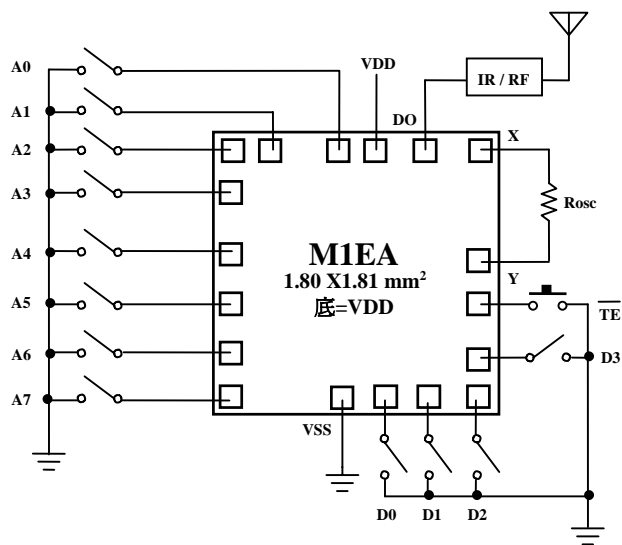 A0
A1
A2
A3
A4
A5
A6
A7
VDD
DO
IR / RF
X
Rosc
M1EA
1.80 X1.81 mm²
底=VDD
Y
TE
D3
VSS
D0
D1
D2